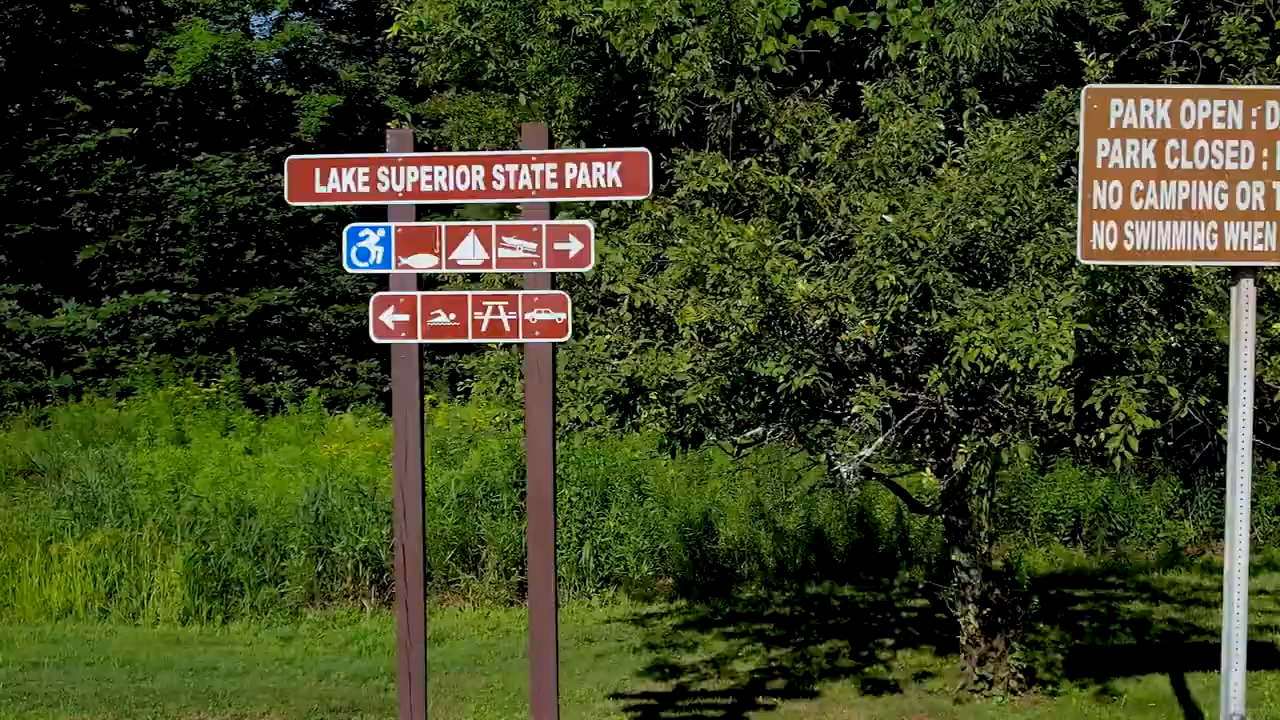 LAKE SUPERIOR STATE PARK
PARK OPEN :
PARK CLOSED :
NO CAMPING OR
NO SWIMMING WHEN